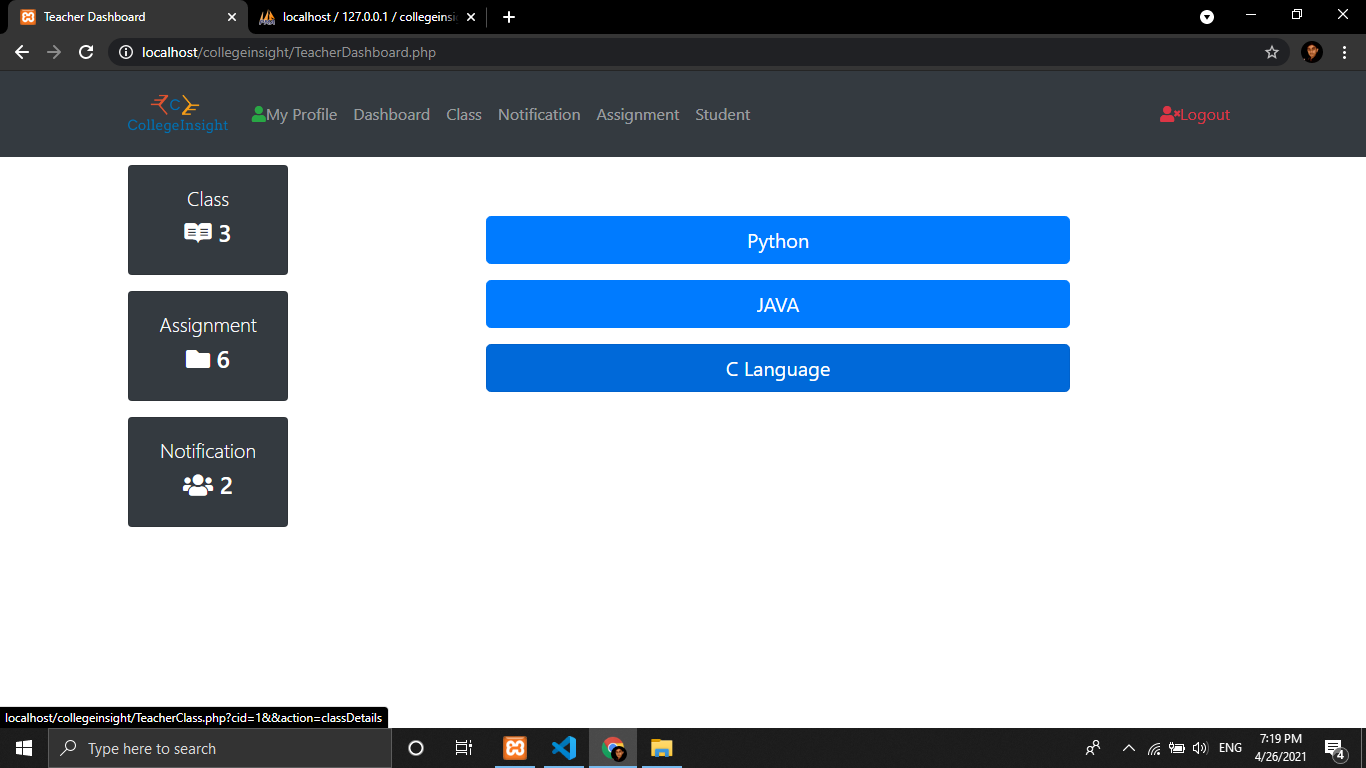 Teacher Dashboard
localhost / 127.0.0.1 / collegeinsi
localhost/collegeinsight/TeacherDashboard.php
C
CollegeInsight
My Profile Dashboard Class Notification Assignment Student Logout
Class
3
Assignment
6
Notification
2
Python
JAVA
C Language
localhost/collegeinsight/TeacherClass.php?cid=1&&action=classDetails
Type here to search
ENG
7:19 PM
4/26/2021
4